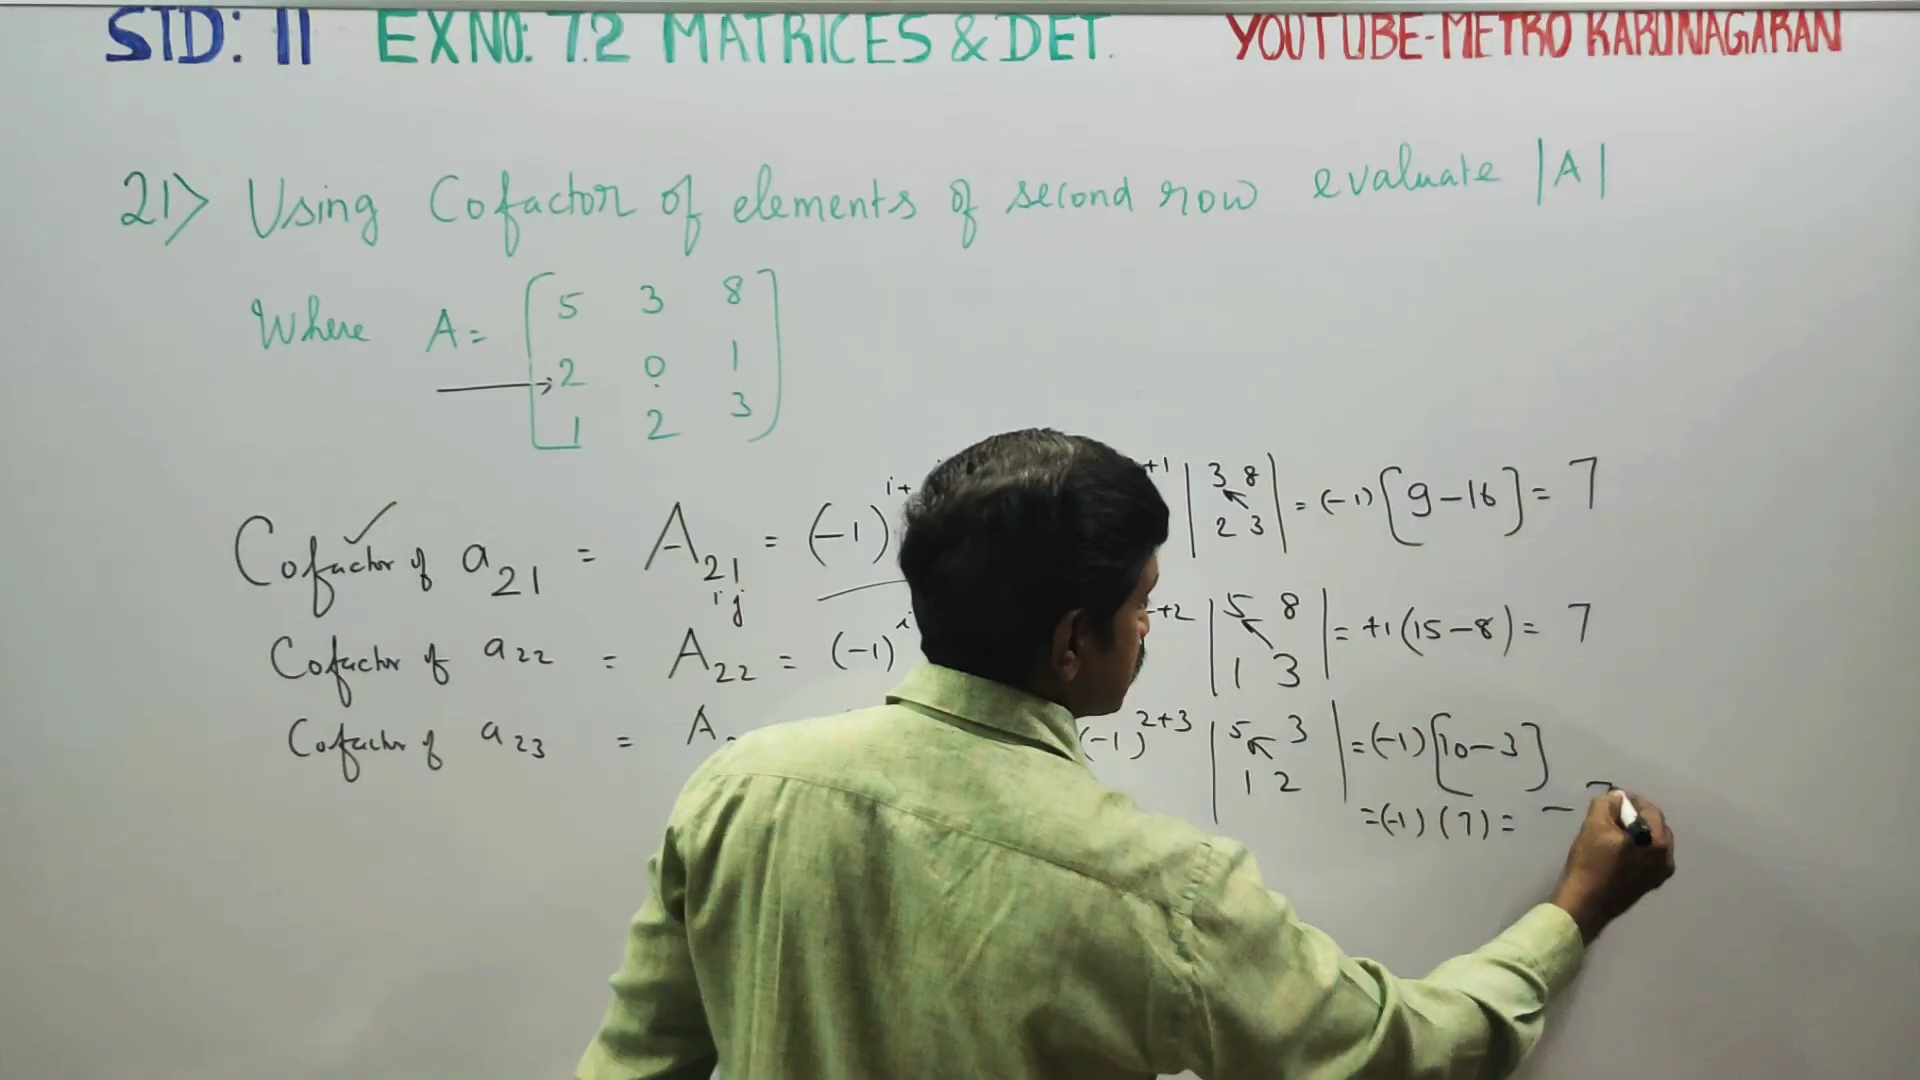 STD: 11 EX NO: 7.2 MATRICES & DET. YOUTUBE-METRO KARUNAGARAN
21) Using Cofactor of elements of second row evaluate |A|
Where A = [ 5 3 8
2 0 1
1 2 3 ]
Cofactor of a21 = A21 = (-1)^i+ +1 | 3 8 = (-1) [9-16] = 7
2 3 |
i j
Cofactor of a22 = A22 = (-1)^i +2 | 5 8 = +1 (15-8) = 7
1 3 |
Cofactor of a23 = A (-1)^2+3 | 5 3 = (-1) [10-3]
1 2 |
= (-1) (7) = -7